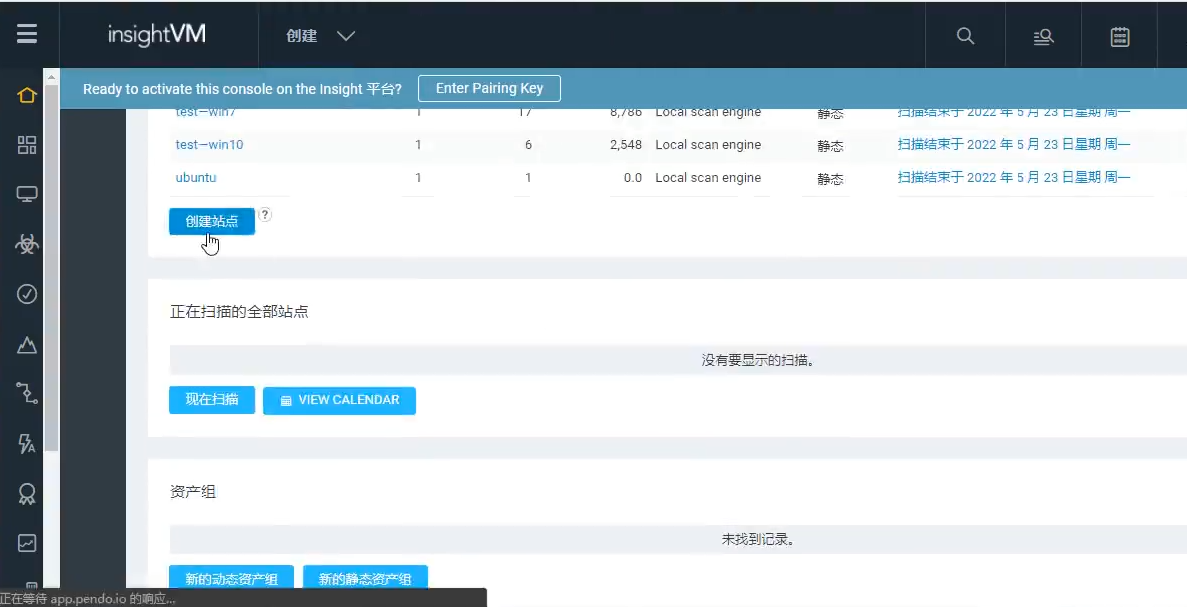 insightVM 创建
Ready to activate this console on the Insight 平台? Enter Pairing Key
test-win7 1 17 8,786 Local scan engine 静态 扫描结束于 2022 年 5 月 23 日星期 周一
test-win10 1 6 2,548 Local scan engine 静态 扫描结束于 2022 年 5 月 23 日星期 周一
ubuntu 1 1 0.0 Local scan engine 静态 扫描结束于 2022 年 5 月 23 日星期 周一
创建站点 ?
正在扫描的全部站点
没有要显示的扫描。
现在扫描 VIEW CALENDAR
资产组
未找到记录。
新的动态资产组 新的静态资产组
正在等待 app.pendo.io 的响应...